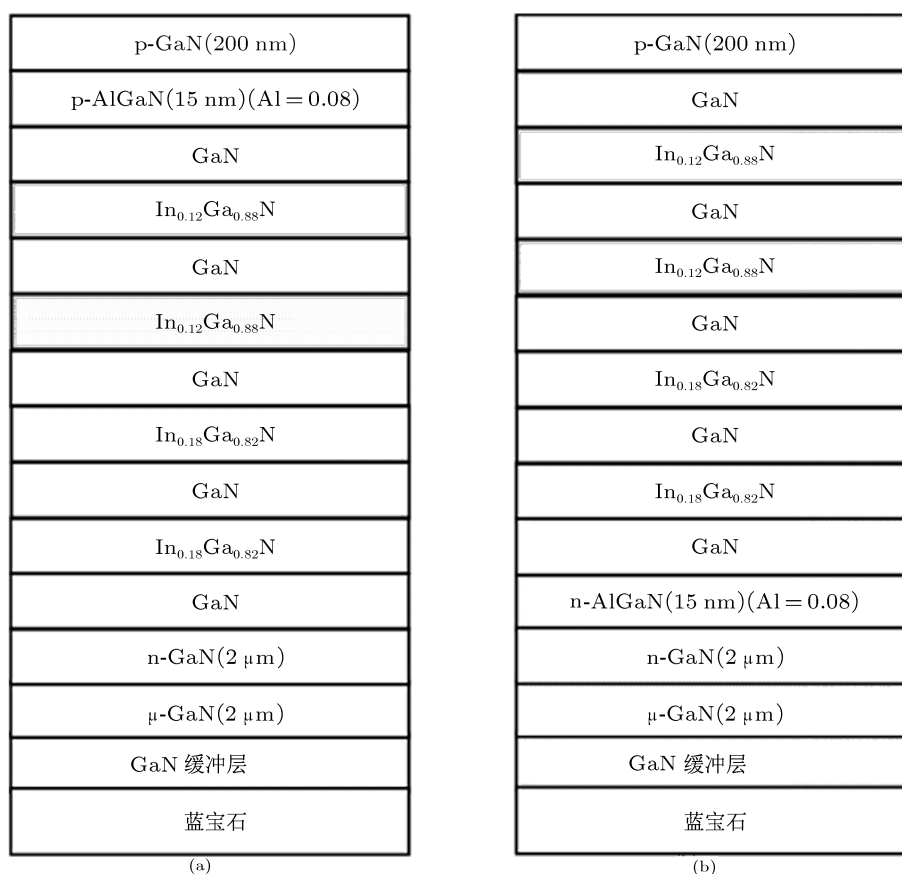 p-GaN(200 nm)
p-AlGaN(15 nm)(Al = 0.08)
GaN
In₀.₁₂Ga₀.₈₈N
GaN
In₀.₁₂Ga₀.₈₈N
GaN
In₀.₁₈Ga₀.₈₂N
GaN
In₀.₁₈Ga₀.₈₂N
GaN
n-GaN(2 μm)
μ-GaN(2 μm)
GaN 缓冲层
蓝宝石
(a)
p-GaN(200 nm)
GaN
In₀.₁₂Ga₀.₈₈N
GaN
In₀.₁₂Ga₀.₈₈N
GaN
In₀.₁₈Ga₀.₈₂N
GaN
In₀.₁₈Ga₀.₈₂N
GaN
n-AlGaN(15 nm)(Al = 0.08)
n-GaN(2 μm)
μ-GaN(2 μm)
GaN 缓冲层
蓝宝石
(b)